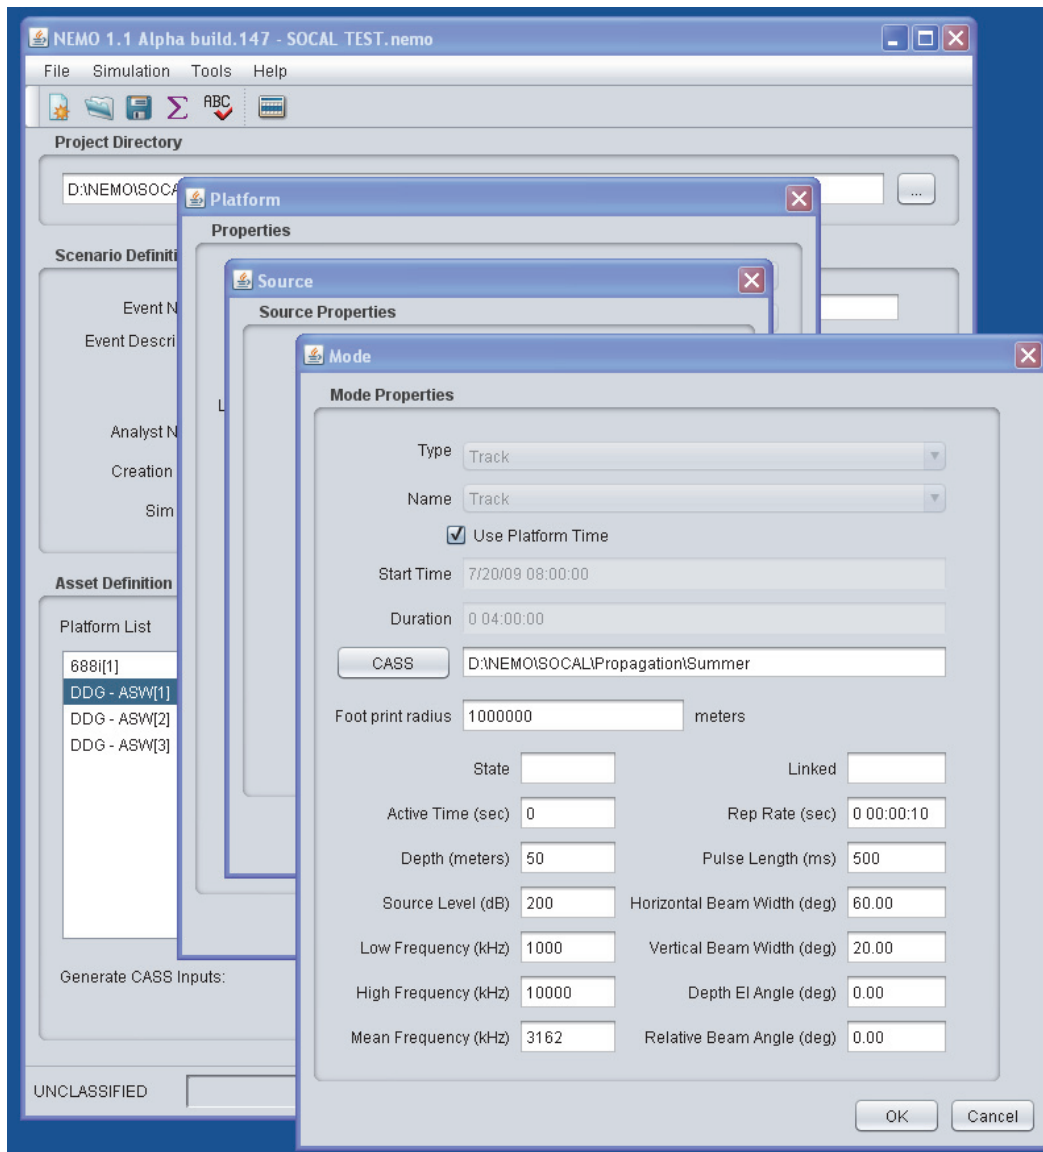 NEMO 1.1 Alpha build.147 - SOCAL TEST.nemo
File Simulation Tools Help
ABC
Project Directory
D:\NEMO\SOCA
...
Platform
Properties
Scenario Definiti
Event N
Event Descri
Analyst N
Creation
Sim
L
Source
Source Properties
Asset Definition
Platform List
688i[1]
DDG - ASW[1]
DDG - ASW[2]
DDG - ASW[3]
Generate CASS Inputs:
UNCLASSIFIED
Mode
Mode Properties
Type Track
Name Track
Use Platform Time
Start Time 7/20/09 08:00:00
Duration 0 04:00:00
CASS D:\NEMO\SOCAL\Propagation\Summer
Foot print radius 1000000 meters
State Linked
Active Time (sec) 0 Rep Rate (sec) 0 00:00:10
Depth (meters) 50 Pulse Length (ms) 500
Source Level (dB) 200 Horizontal Beam Width (deg) 60.00
Low Frequency (kHz) 1000 Vertical Beam Width (deg) 20.00
High Frequency (kHz) 10000 Depth El Angle (deg) 0.00
Mean Frequency (kHz) 3162 Relative Beam Angle (deg) 0.00
OK Cancel